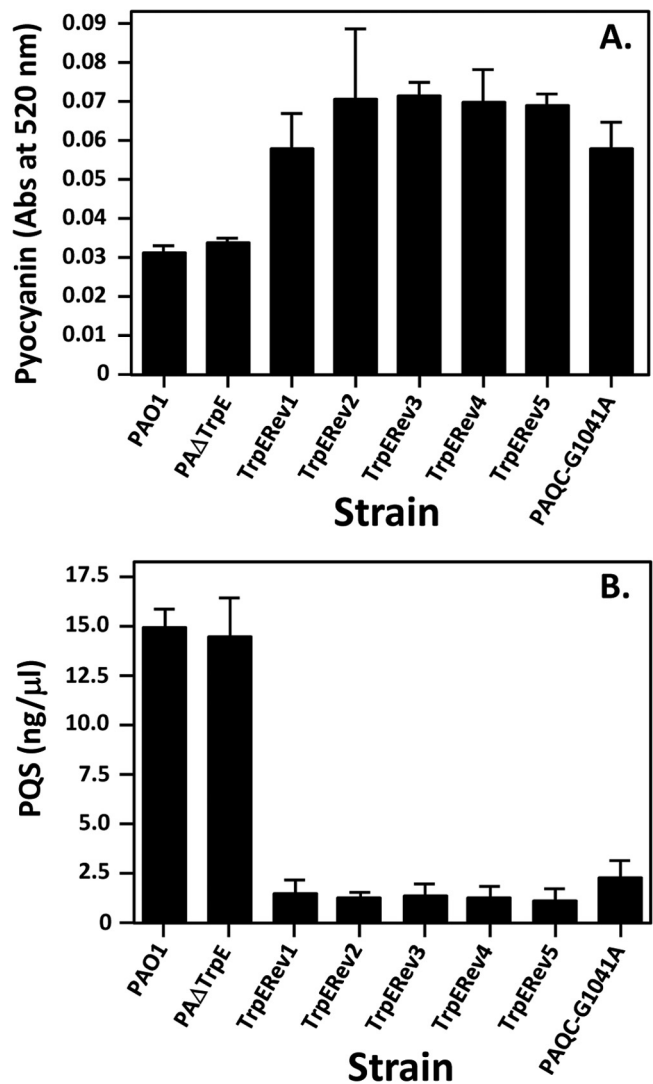 A.
Pyocyanin (Abs at 520 nm)
0.09
0.08
0.07
0.06
0.05
0.04
0.03
0.02
0.01
0
PAO1
PAΔTrpE
TrpERev1
TrpERev2
TrpERev3
TrpERev4
TrpERev5
PAQC-G1041A
Strain
B.
PQS (ng/μl)
17.5
15.0
12.5
10.0
7.5
5.0
2.5
0
PAO1
PAΔTrpE
TrpERev1
TrpERev2
TrpERev3
TrpERev4
TrpERev5
PAQC-G1041A
Strain